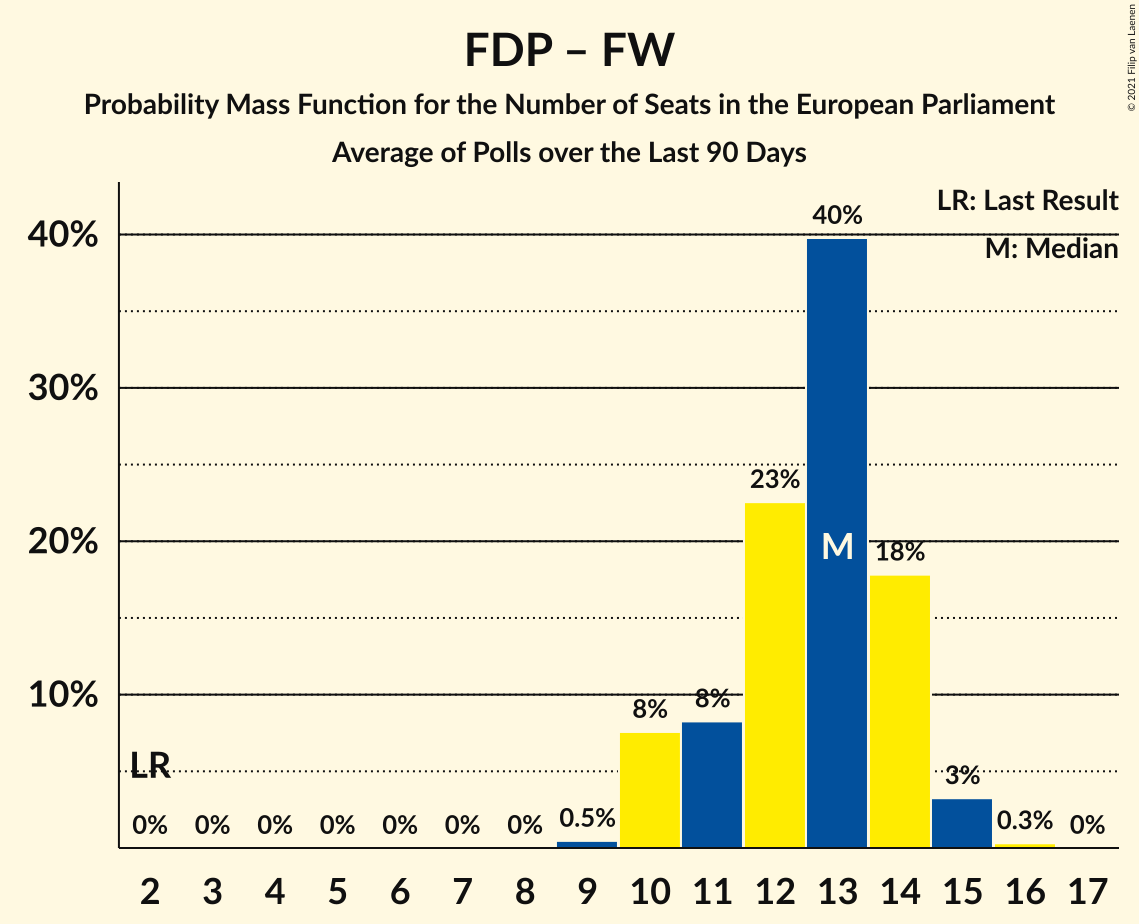 FDP – FW
Probability Mass Function for the Number of Seats in the European Parliament
Average of Polls over the Last 90 Days
© 2021 Filip van Laenen
LR: Last Result
M: Median
40%
30%
20%
10%
LR
0% 0% 0% 0% 0% 0% 0% 0.5% 8% 8% 23% 40% 18% 3% 0.3% 0%
M
2 3 4 5 6 7 8 9 10 11 12 13 14 15 16 17